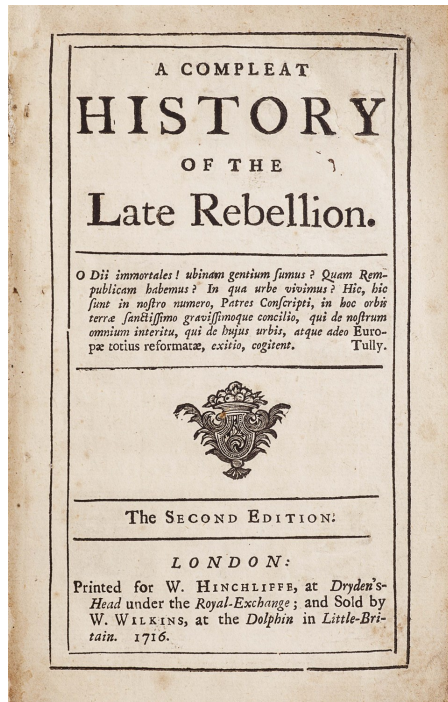 A COMPLEAT
HISTORY
OF THE
Late Rebellion.
O Dii immortales ! ubinam gentium ſumus ? Quam Rem-
publicam habemus ? In qua urbe vivimus ? Hic, hic
ſunt in noſtro numero, Patres Conſcripti, in hoc orbis
terræ ſanctiſſimo graviſſimoque concilio, qui de noſtrum
omnium interitu, qui de hujus urbis, atque adeo Euro-
pæ totius reformatæ, exitio, cogitent. Tully.
The SECOND EDITION.
LONDON:
Printed for W. HINCHLIFFE, at Dryden's-
Head under the Royal-Exchange ; and Sold by
W. WILKINS, at the Dolphin in Little-Bri-
tain. 1716.